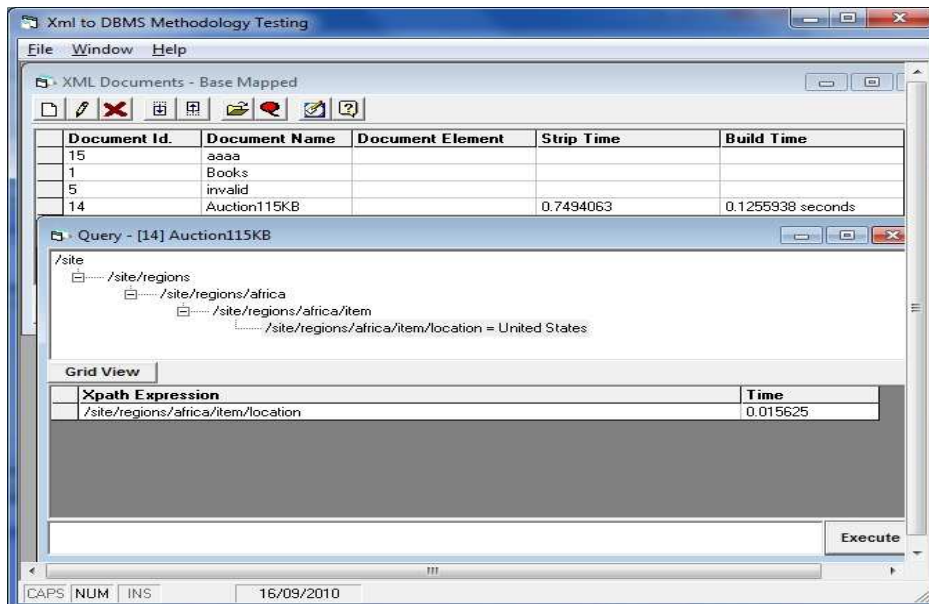 Xml to DBMS Methodology Testing
File Window Help
XML Documents - Base Mapped
Document Id. Document Name Document Element Strip Time Build Time
15 aaaa
1 Books
5 invalid
14 Auction115KB 0.7494063 0.1255938 seconds
Query - [14] Auction115KB
/site
/site/regions
/site/regions/africa
/site/regions/africa/item
/site/regions/africa/item/location = United States
Grid View
Xpath Expression Time
/site/regions/africa/item/location 0.015625
Execute
CAPS NUM INS 16/09/2010